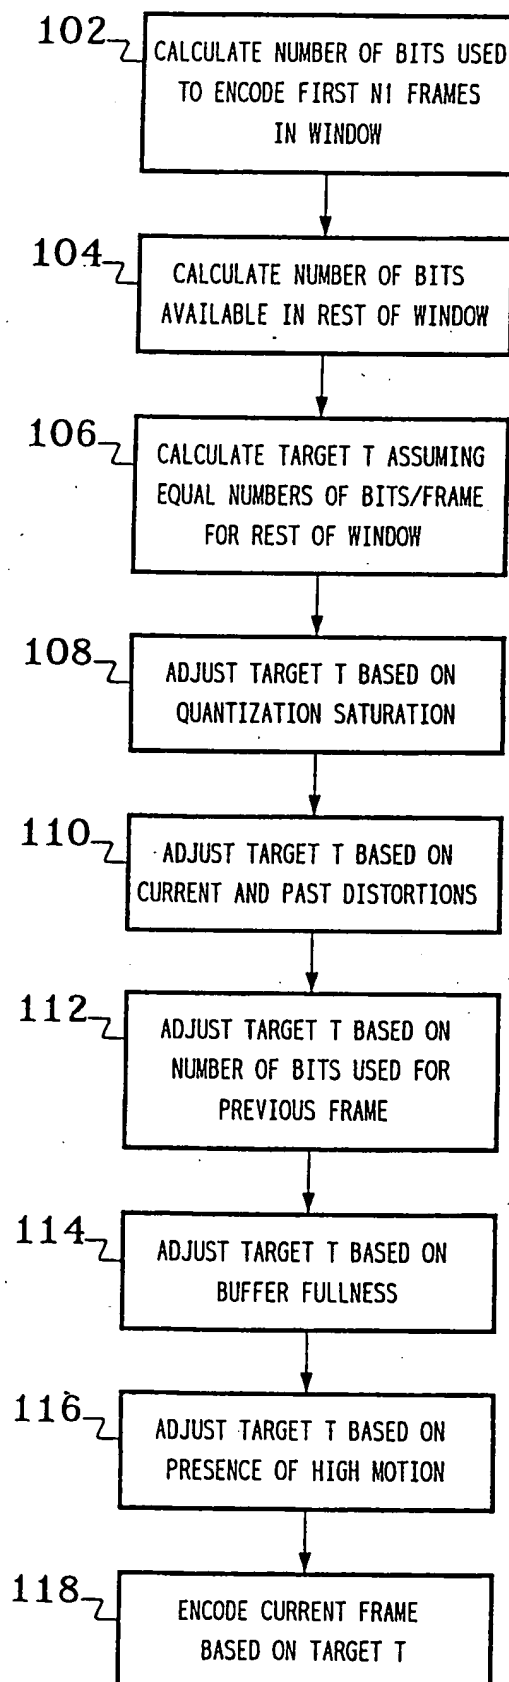 102
CALCULATE NUMBER OF BITS USED
TO ENCODE FIRST N1 FRAMES
IN WINDOW
104
CALCULATE NUMBER OF BITS
AVAILABLE IN REST OF WINDOW
106
CALCULATE TARGET T ASSUMING
EQUAL NUMBERS OF BITS/FRAME
FOR REST OF WINDOW
108
ADJUST TARGET T BASED ON
QUANTIZATION SATURATION
110
ADJUST TARGET T BASED ON
CURRENT AND PAST DISTORTIONS
112
ADJUST TARGET T BASED ON
NUMBER OF BITS USED FOR
PREVIOUS FRAME
114
ADJUST TARGET T BASED ON
BUFFER FULLNESS
116
ADJUST TARGET T BASED ON
PRESENCE OF HIGH MOTION
118
ENCODE CURRENT FRAME
BASED ON TARGET T